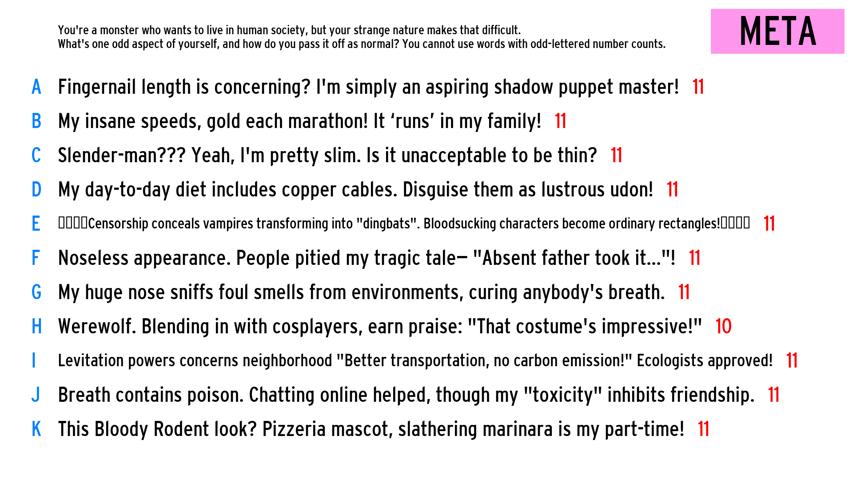 You're a monster who wants to live in human society, but your strange nature makes that difficult.
What's one odd aspect of yourself, and how do you pass it off as normal? You cannot use words with odd-lettered number counts.
META
A Fingernail length is concerning? I'm simply an aspiring shadow puppet master! 11
B My insane speeds, gold each marathon! It ‘runs’ in my family! 11
C Slender-man??? Yeah, I'm pretty slim. Is it unacceptable to be thin? 11
D My day-to-day diet includes copper cables. Disguise them as lustrous udon! 11
E ▯▯▯▯Censorship conceals vampires transforming into "dingbats". Bloodsucking characters become ordinary rectangles!▯▯▯▯ 11
F Noseless appearance. People pitied my tragic tale— "Absent father took it..."! 11
G My huge nose sniffs foul smells from environments, curing anybody's breath. 11
H Werewolf. Blending in with cosplayers, earn praise: "That costume's impressive!" 10
I Levitation powers concerns neighborhood "Better transportation, no carbon emission!" Ecologists approved! 11
J Breath contains poison. Chatting online helped, though my "toxicity" inhibits friendship. 11
K This Bloody Rodent look? Pizzeria mascot, slathering marinara is my part-time! 11